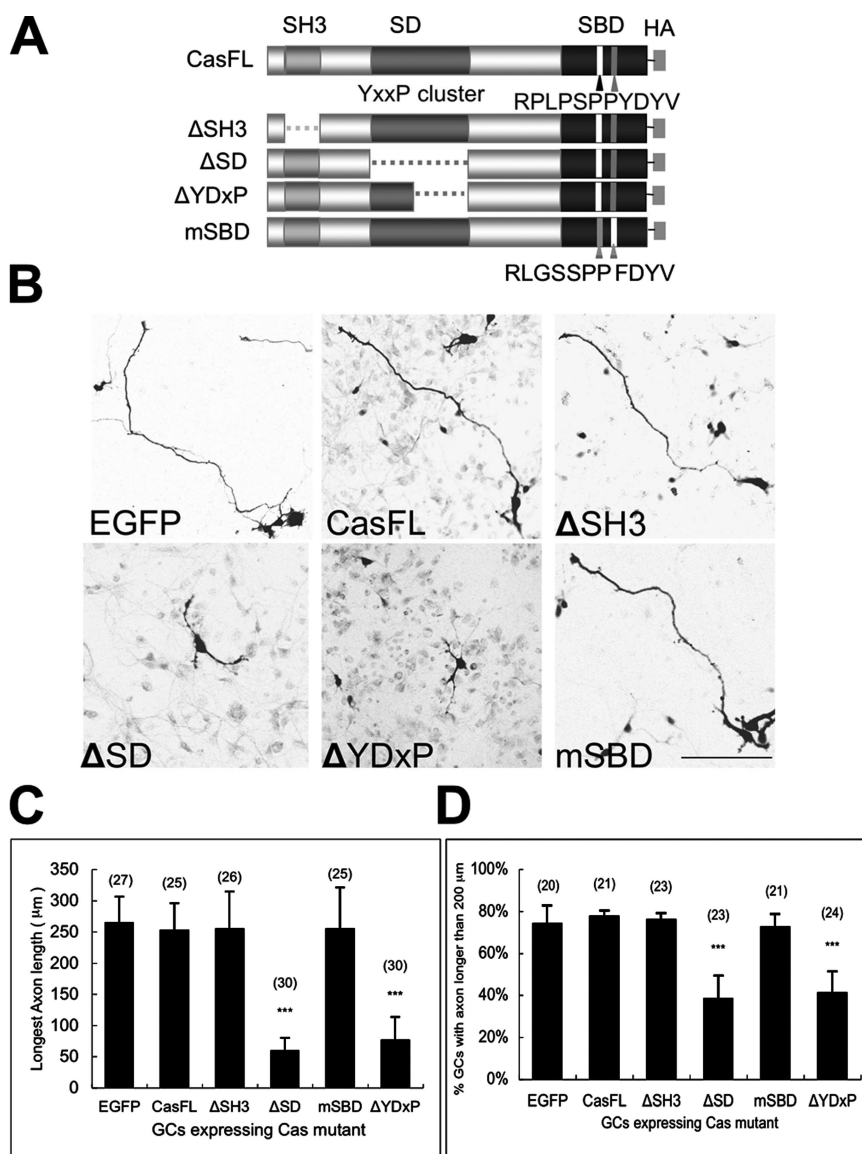 A
SH3 SD SBD HA
CasFL
YxxP cluster RPLPSPPYDYV
ΔSH3
ΔSD
ΔYDxP
mSBD
RLGSSPPFDYV
B
EGFP CasFL ΔSH3
ΔSD ΔYDxP mSBD
C
Longest Axon length ( μm )
350
300
250
200
150
100
50
0
(27) (25) (26) (30) (25) (30)
*** ***
EGFP CasFL ΔSH3 ΔSD mSBD ΔYDxP
GCs expressing Cas mutant
D
% GCs with axon longer than 200 μm
100%
80%
60%
40%
20%
0%
(20) (21) (23) (23) (21) (24)
*** ***
EGFP CasFL ΔSH3 ΔSD mSBD ΔYDxP
GCs expressing Cas mutant